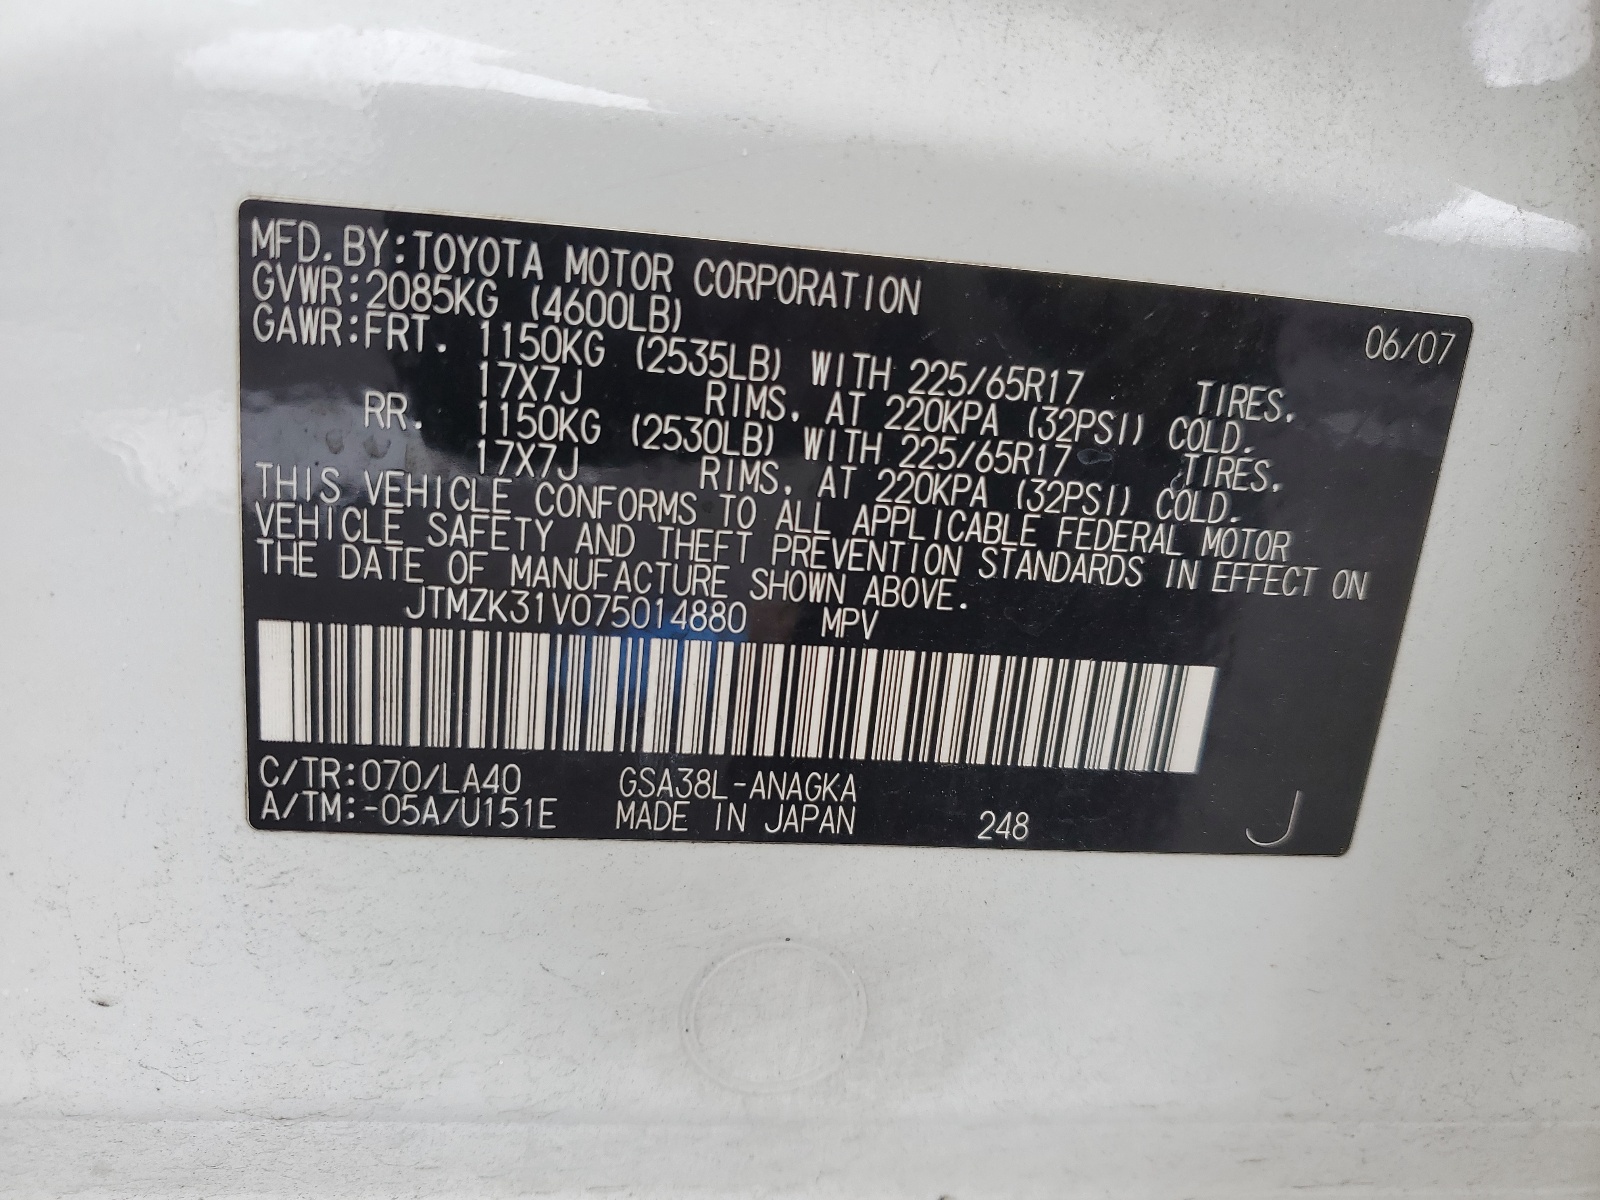 MFD. BY: TOYOTA MOTOR CORPORATION 06/07
GVWR: 2085KG (4600LB)
GAWR: FRT. 1150KG (2535LB) WITH 225/65R17 TIRES.
17X7J RIMS. AT 220KPA (32PSI) COLD.
RR. 1150KG (2530LB) WITH 225/65R17 TIRES.
17X7J RIMS. AT 220KPA (32PSI) COLD.
THIS VEHICLE CONFORMS TO ALL APPLICABLE FEDERAL MOTOR
VEHICLE SAFETY AND THEFT PREVENTION STANDARDS IN EFFECT ON
THE DATE OF MANUFACTURE SHOWN ABOVE.
JTMZK31V075014880 MPV
C/TR: 070/LA40 GSA38L-ANAGKA
A/TM: -05A/U151E MADE IN JAPAN 248 J